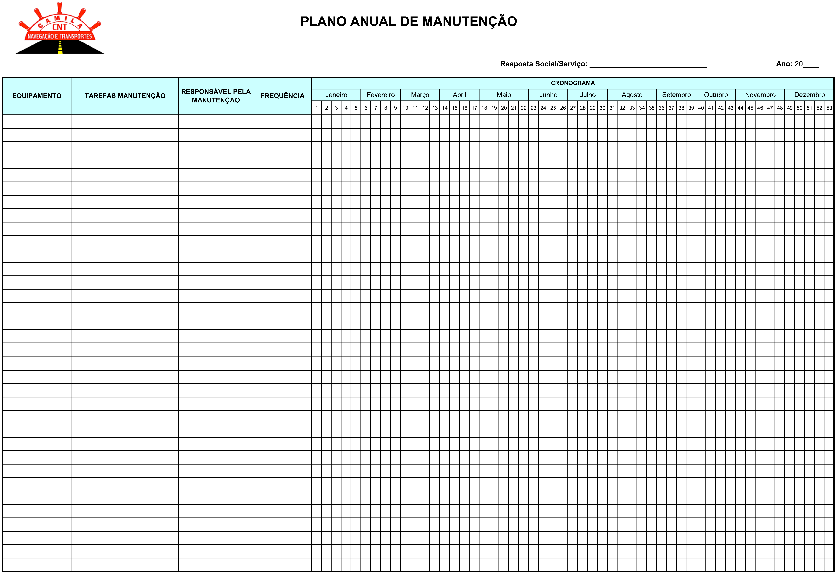 CAMILA
CNT
NAVEGAÇÃO E TRANSPORTES
PLANO ANUAL DE MANUTENÇÃO
Resposta Social/Serviço: ____________________________ Ano: 20____
EQUIPAMENTO TAREFAS MANUTENÇÃO RESPONSÁVEL PELA MANUTENÇÃO FREQUÊNCIA CRONOGRAMA
Janeiro Fevereiro Março Abril Maio Junho Julho Agosto Setembro Outubro Novembro Dezembro
1 2 3 4 5 6 7 8 9 10 11 12 13 14 15 16 17 18 19 20 21 22 23 24 25 26 27 28 29 30 31 32 33 34 35 36 37 38 39 40 41 42 43 44 45 46 47 48 49 50 51 52 53